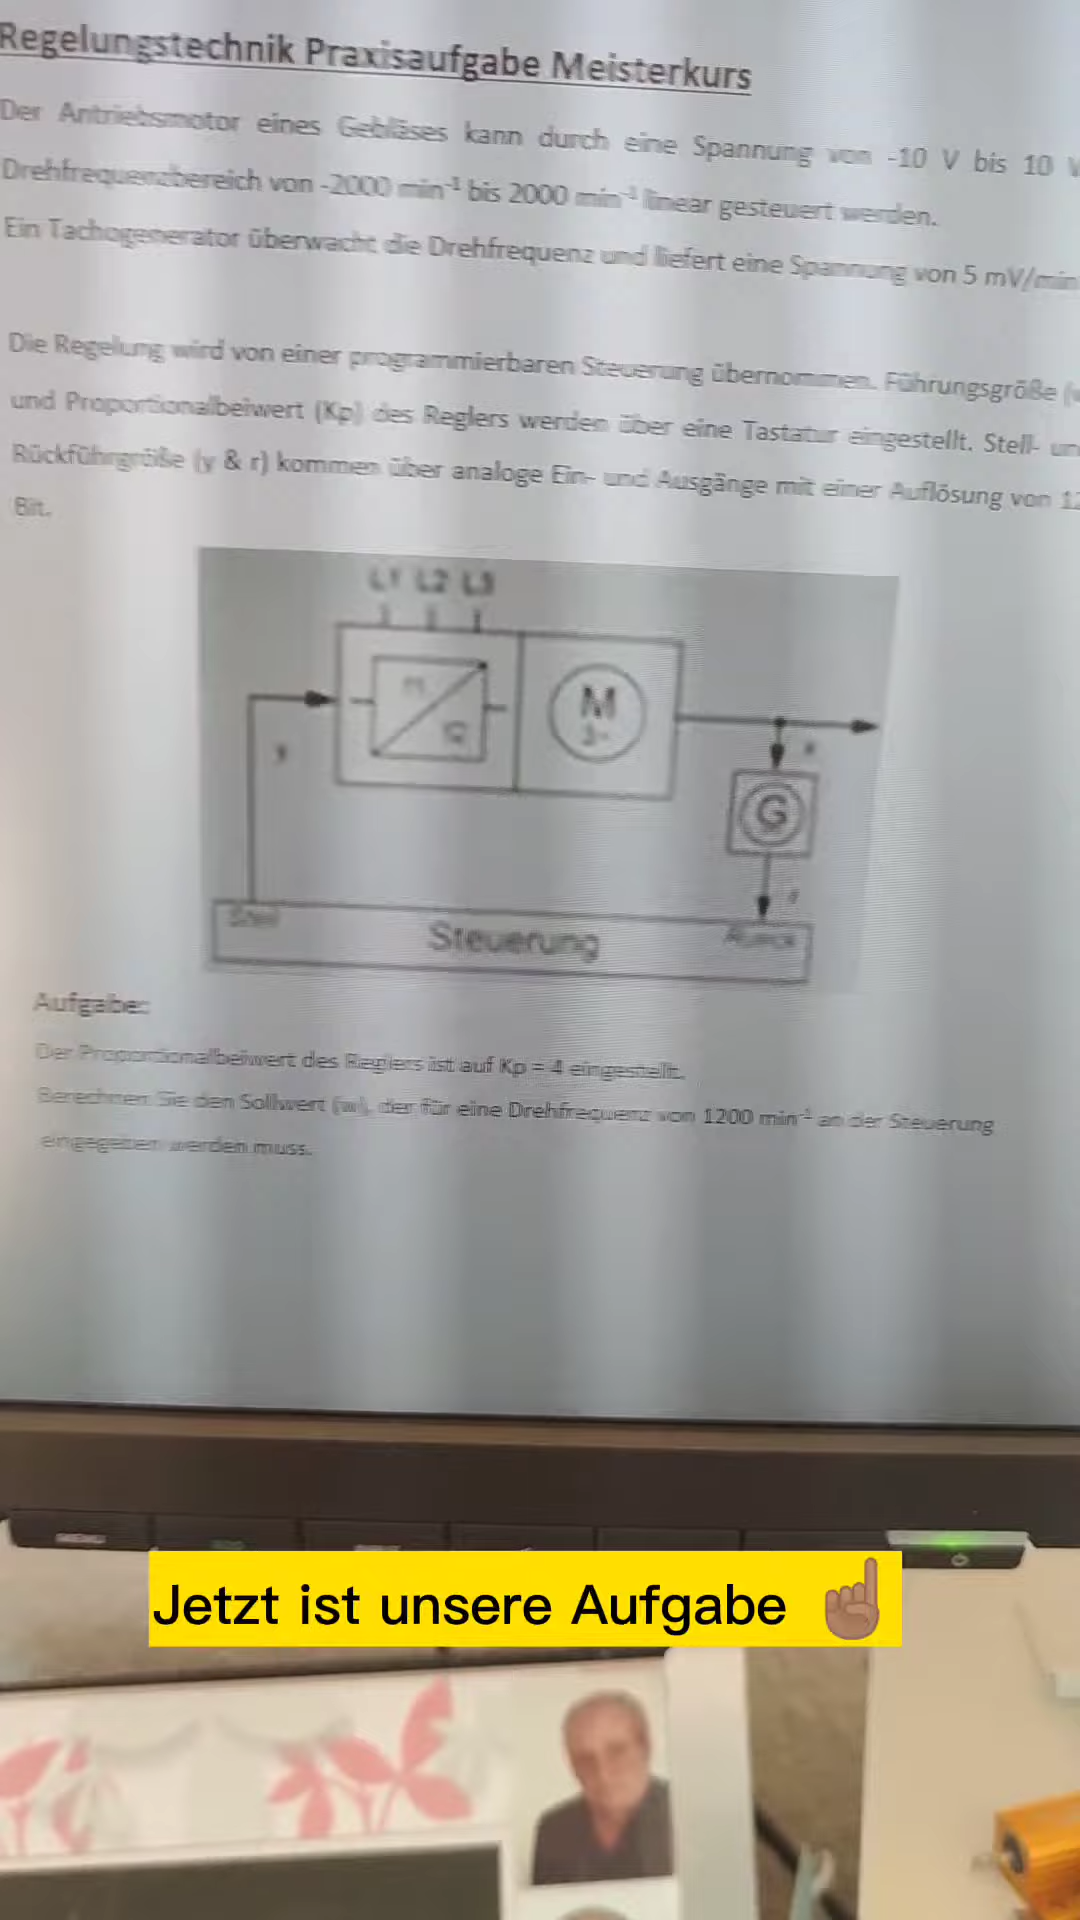 Regelungstechnik Praxisaufgabe Meisterkurs
Der Antriebsmotor eines Gebläses kann durch eine Spannung von -10 V bis 10 V
Drehfrequenzbereich von -2000 min⁻¹ bis 2000 min⁻¹ linear gesteuert werden.
Ein Tachogenerator überwacht die Drehfrequenz und liefert eine Spannung von 5 mV/min
Die Regelung wird von einer programmierbaren Steuerung übernommen. Führungsgröße
und Proportionalbeiwert (Kp) des Reglers werden über eine Tastatur eingestellt. Stell- un
Rückführgröße (y & r) kommen über analoge Ein- und Ausgänge mit einer Auflösung von 12
Bit.
L1 L2 L3
M
3~
y
G
Steuerung
Aufgabe:
Der Proportionalbeiwert des Reglers ist auf Kp = 4 eingestellt.
Berechnen Sie den Sollwert (w), der für eine Drehfrequenz von 1200 min⁻¹ an der Steuerung
eingegeben werden muss.
MENU
Jetzt ist unsere Aufgabe ☝🏾